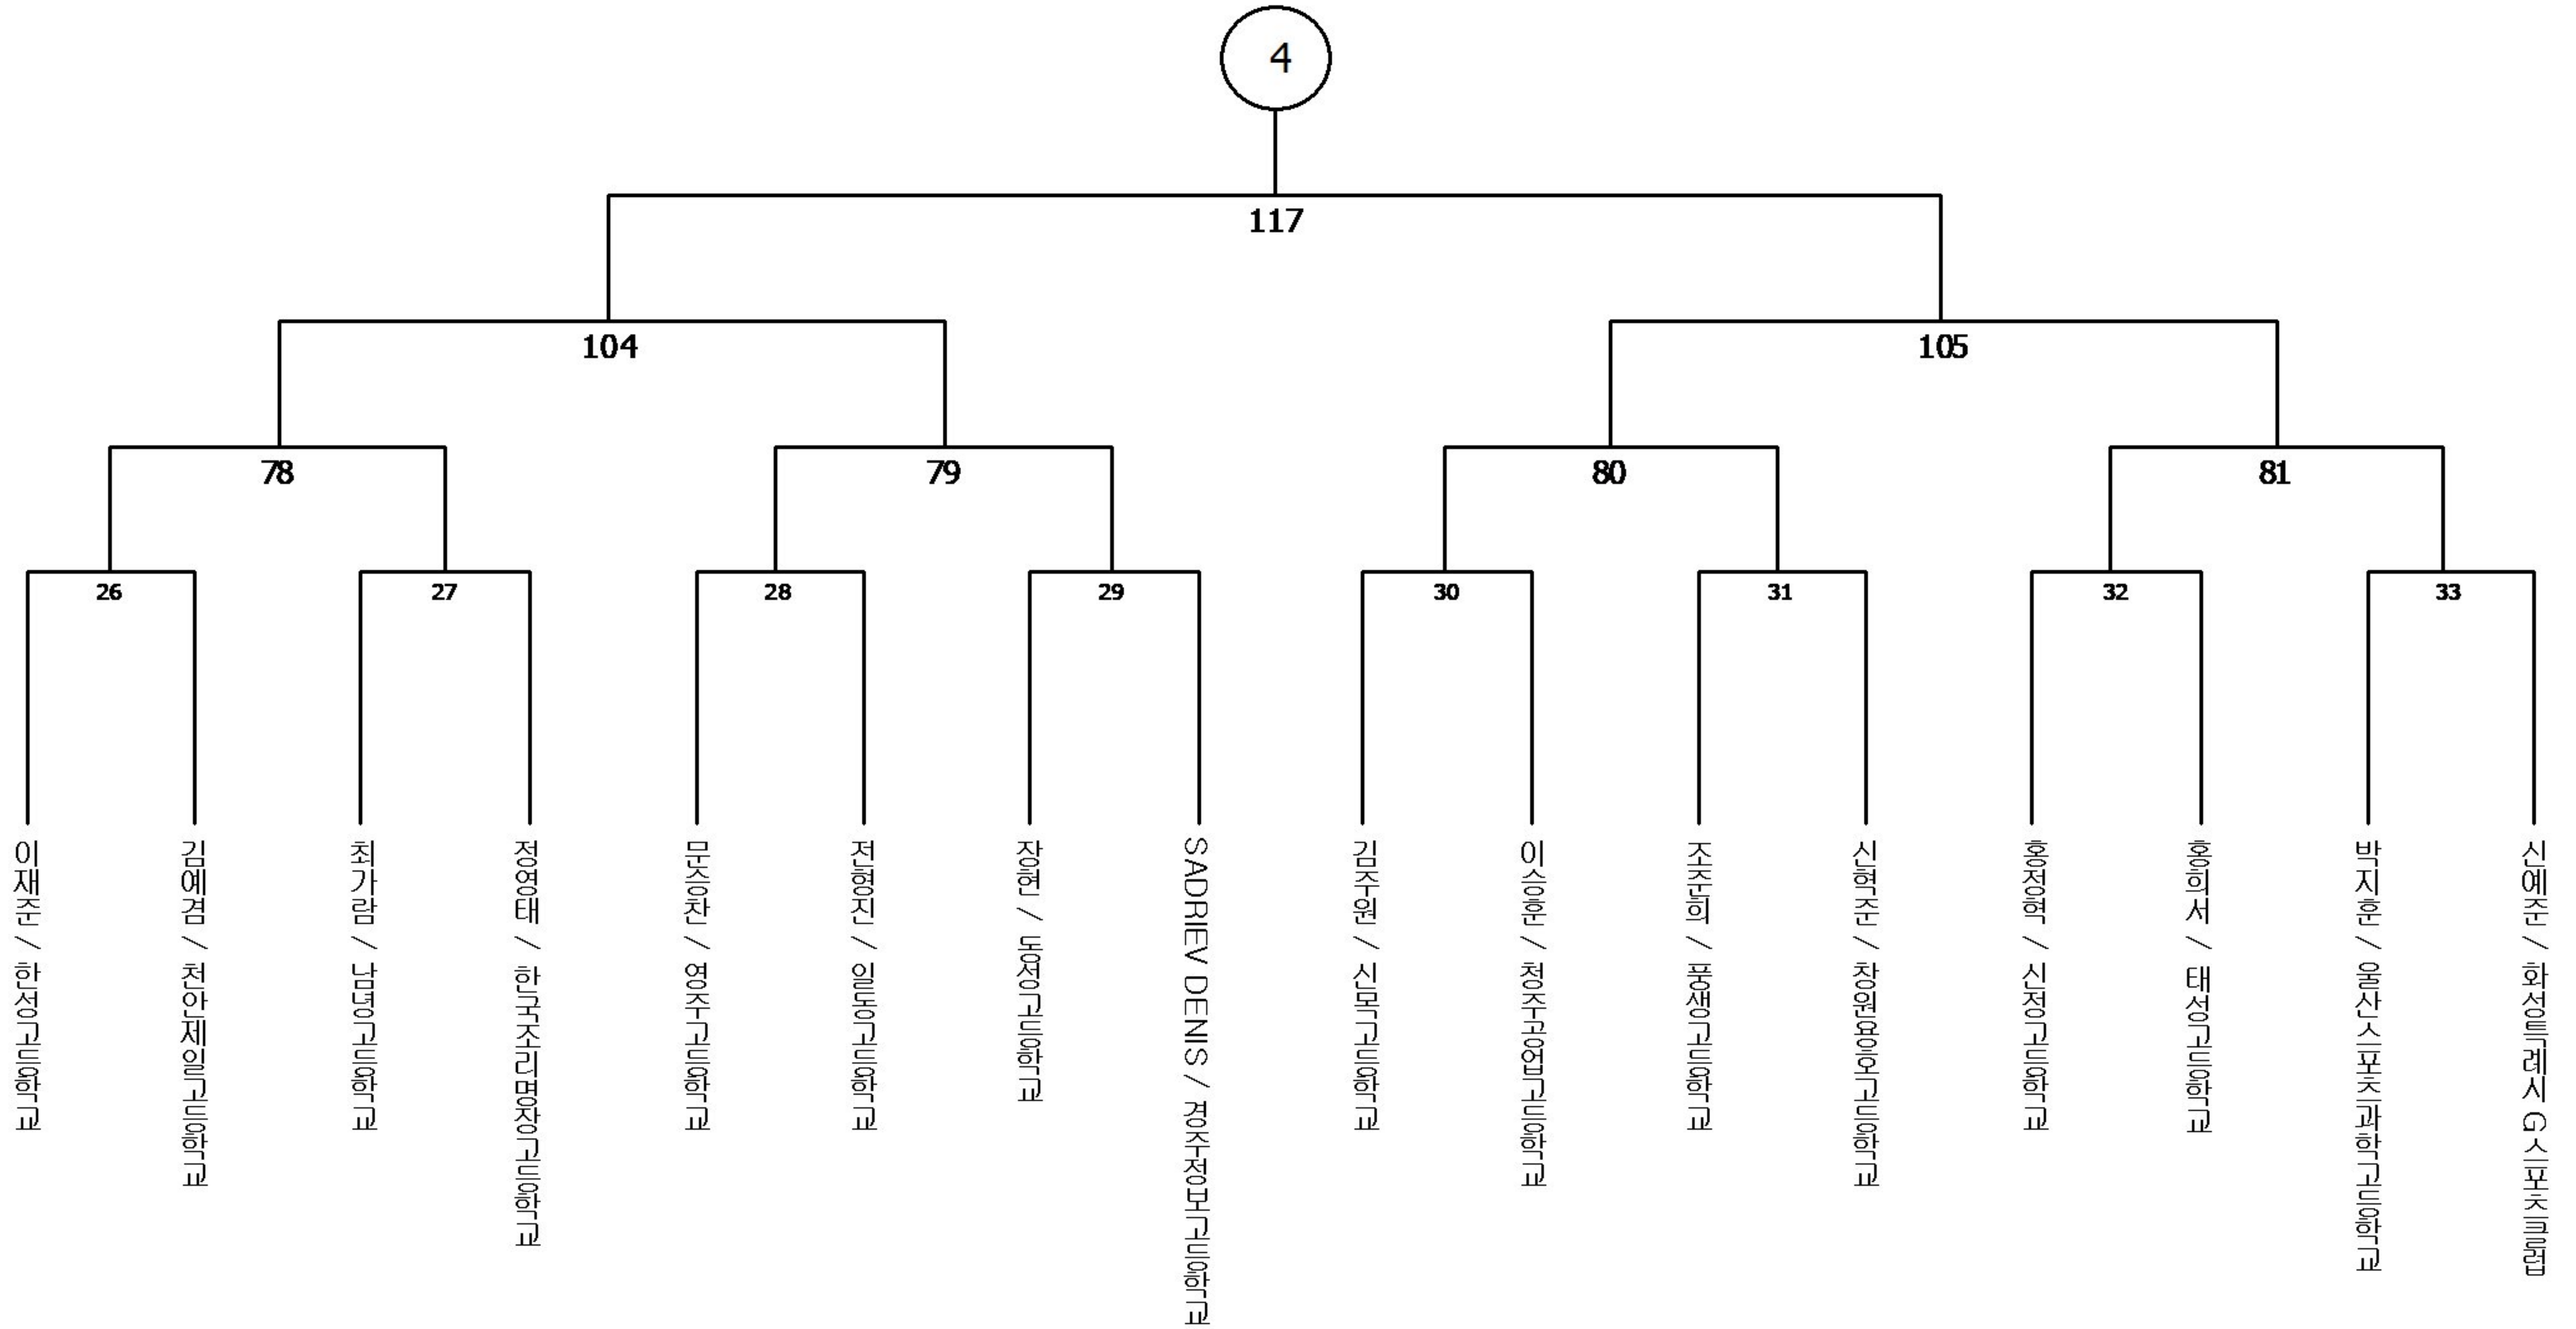 4
117
104
105
78
79
80
81
26
27
28
29
30
31
32
33
이재준 / 한성고등학교
김예겸 / 천안제일고등학교
최가람 / 남녕고등학교
정영태 / 한국조리명장고등학교
문승찬 / 영주고등학교
전형진 / 일동고등학교
장현 / 동성고등학교
SADRIEV DENIS / 경주정보고등학교
김주원 / 신목고등학교
이승훈 / 청주공업고등학교
조준희 / 풍생고등학교
신혁준 / 창원용호고등학교
홍정혁 / 신정고등학교
홍희서 / 태성고등학교
박지훈 / 울산스포츠과학고등학교
신예준 / 화성특례시 G스포츠클럽